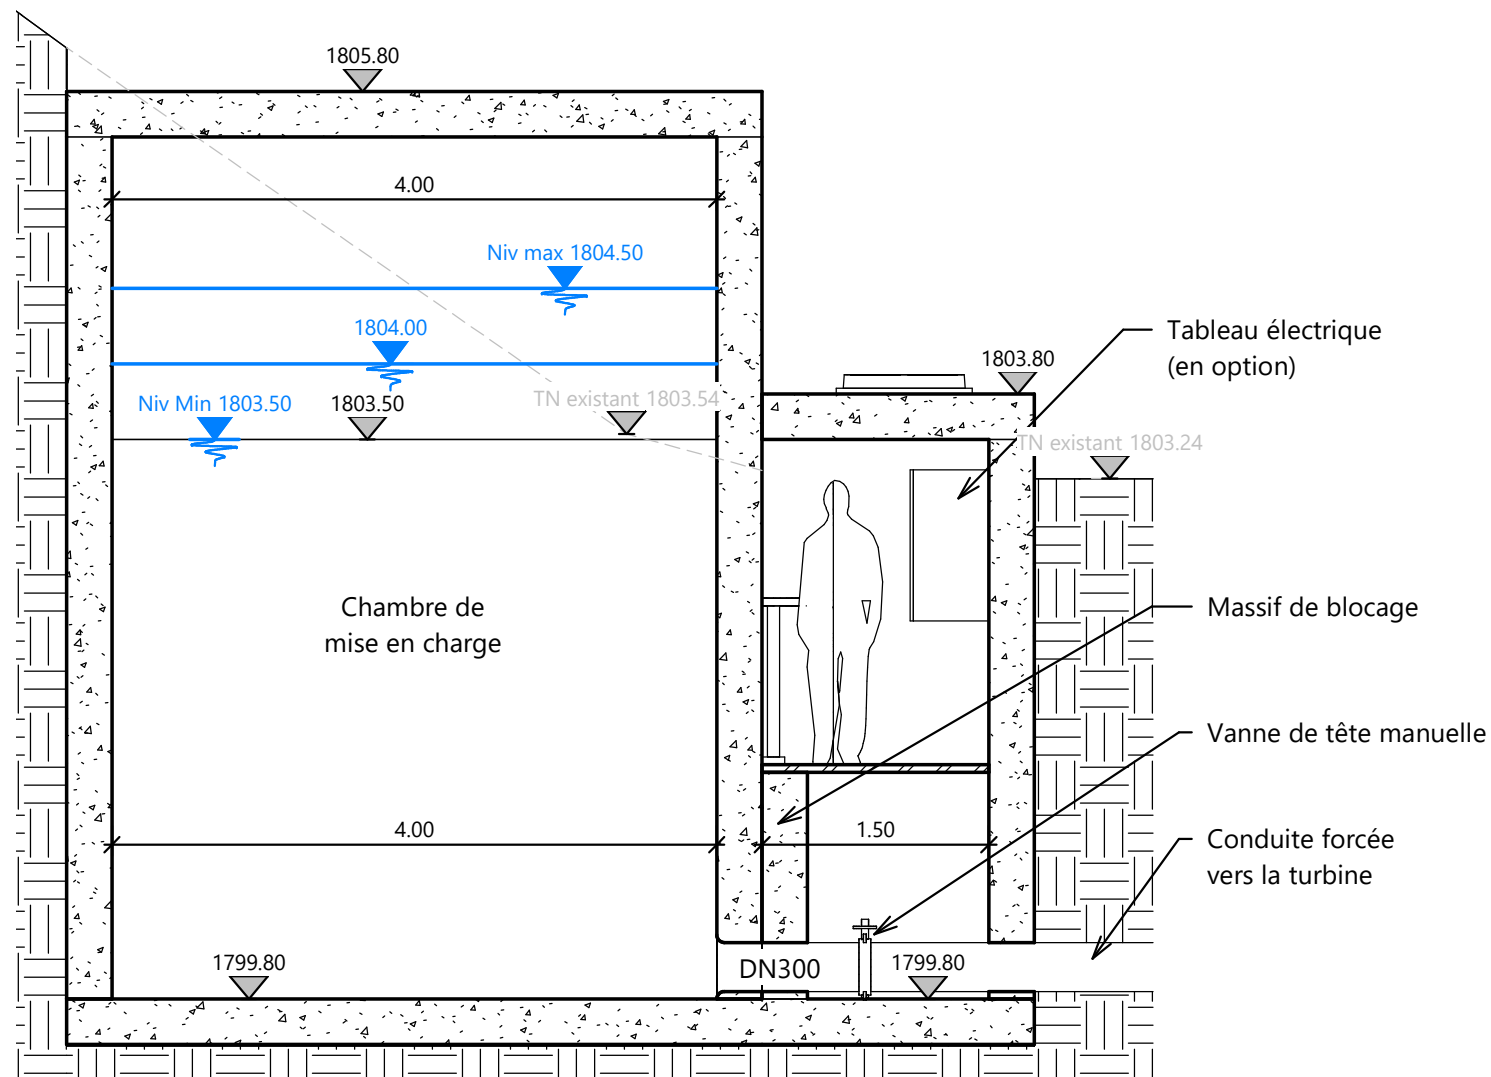 1805.80
4.00
Niv max 1804.50
1804.00
Niv Min 1803.50
1803.50
TN existant 1803.54
1803.80
Tableau électrique
(en option)
TN existant 1803.24
Chambre de
mise en charge
Massif de blocage
Vanne de tête manuelle
4.00
1.50
Conduite forcée
vers la turbine
1799.80
DN300
1799.80